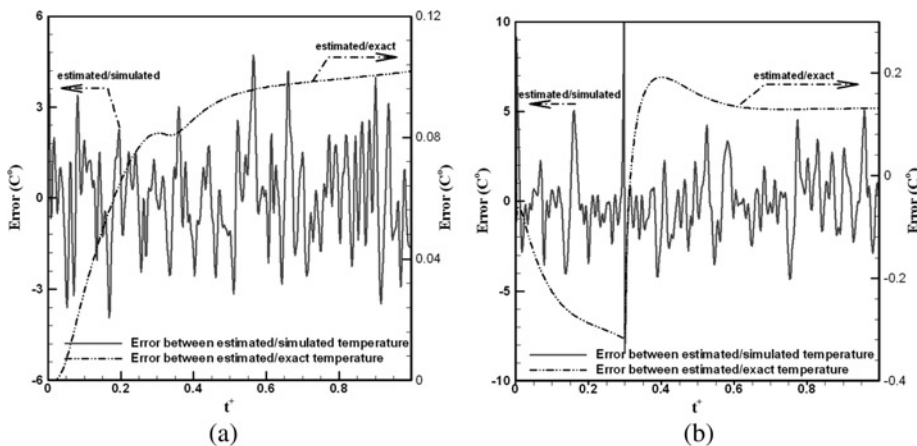 (a)
6
3
0
-3
-6
Error (C°)
0.12
0.08
0.04
0
Error (C°)
estimated/simulated
estimated/exact
Error between estimated/simulated temperature
Error between estimated/exact temperature
0
0.2
0.4
0.6
0.8
t+
(a)
(b)
10
5
0
-5
-10
Error (C°)
0.2
0
-0.2
-0.4
Error (C°)
estimated/simulated
estimated/exact
Error between estimated/simulated temperature
Error between estimated/exact temperature
0
0.2
0.4
0.6
0.8
t+
(b)